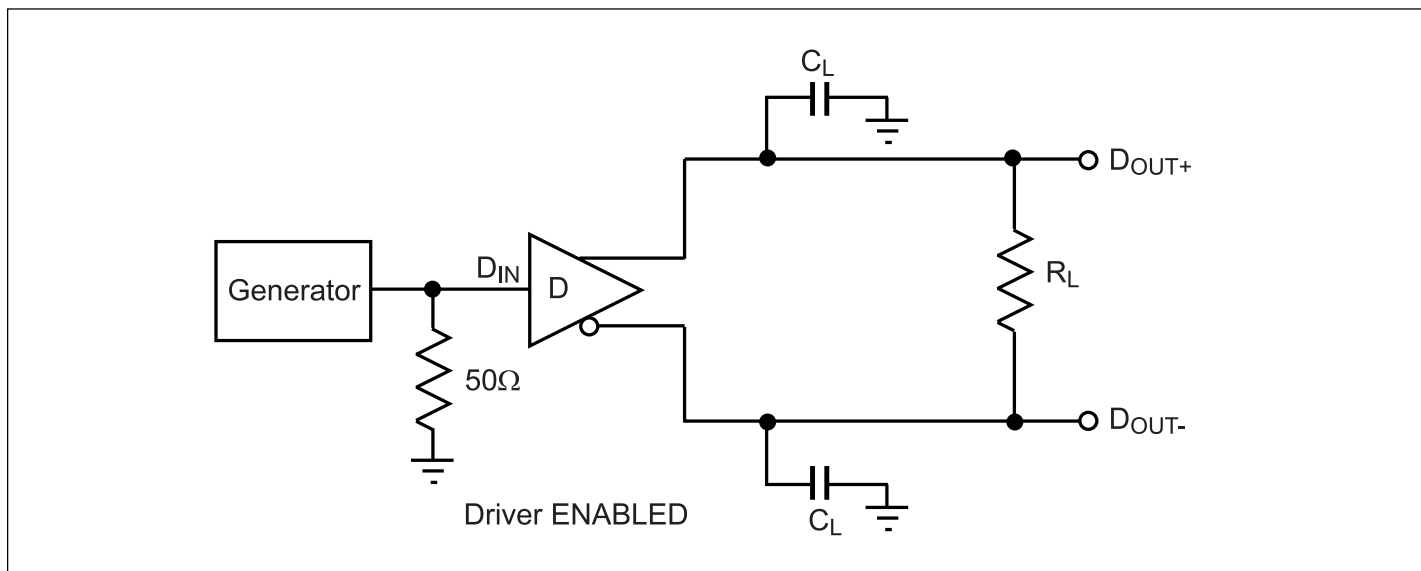 C_L
D_OUT+
Generator
D_IN
D
R_L
50Ω
D_OUT-
Driver ENABLED
C_L